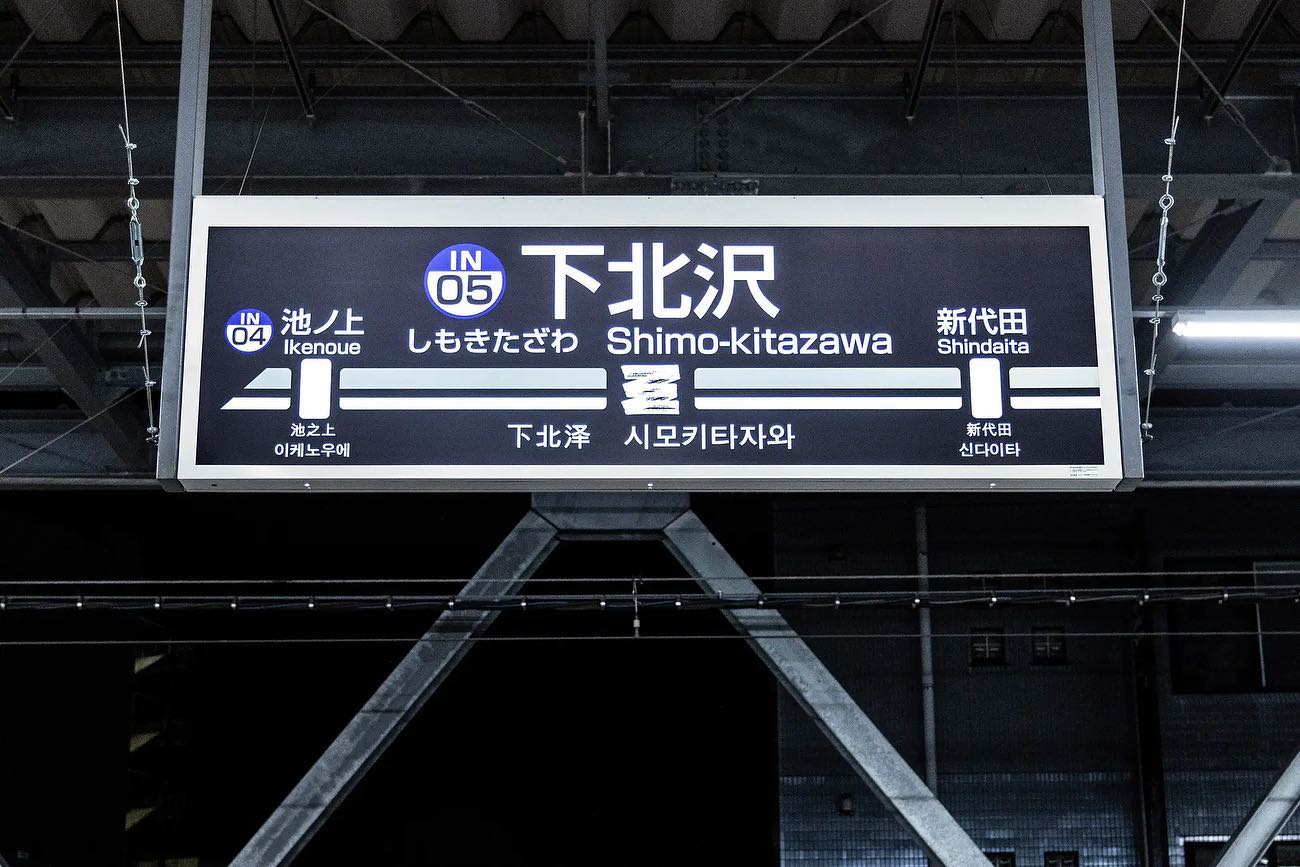 IN
05
下北沢
しもきたざわ Shimo-kitazawa
IN
04
池ノ上
Ikenoue
新代田
Shindaita
池之上
이케노우에
下北泽 시모키타자와
新代田
신다이타